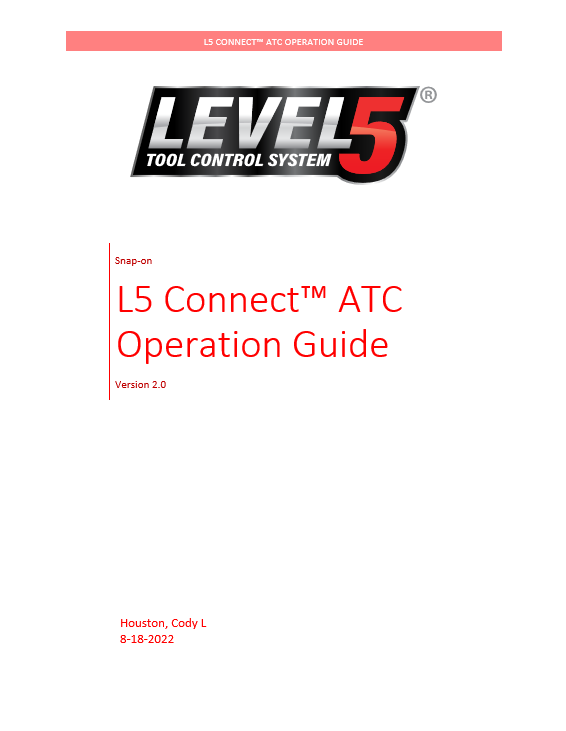 L5 CONNECT™ ATC OPERATION GUIDE
LEVEL5®
TOOL CONTROL SYSTEM
Snap-on
L5 Connect™ ATC
Operation Guide
Version 2.0
Houston, Cody L
8-18-2022